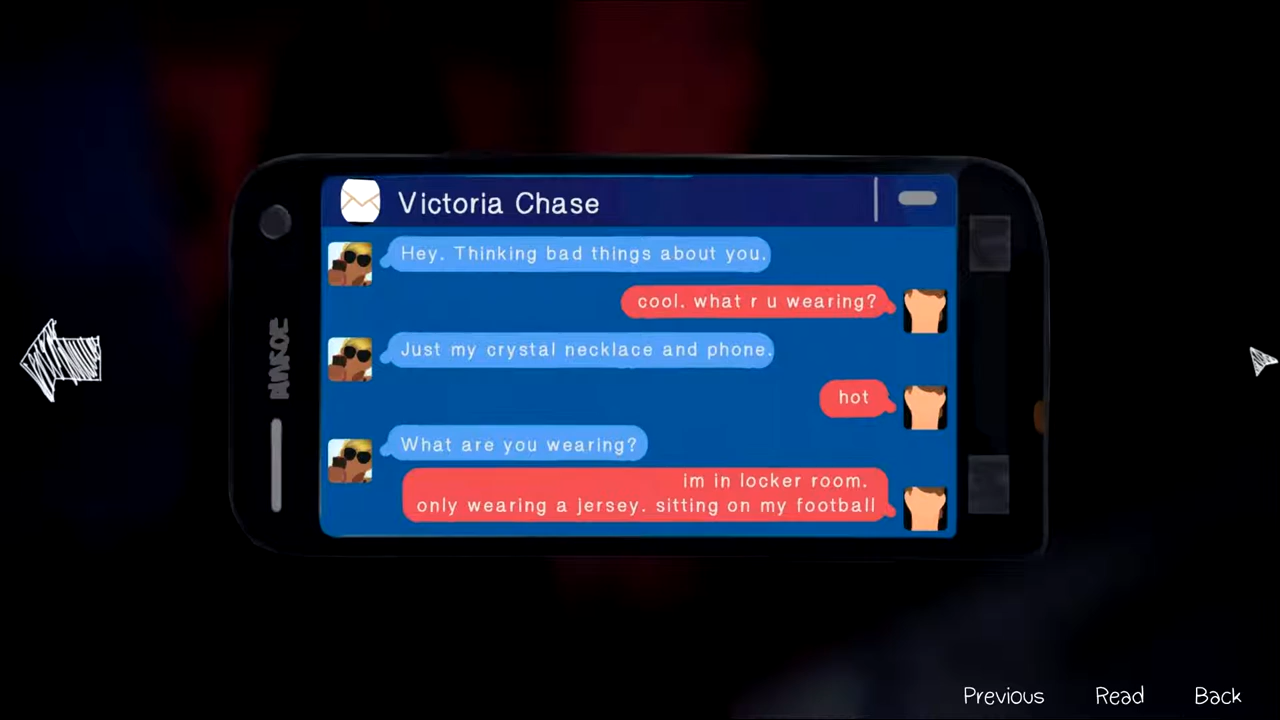 Victoria Chase
Hey. Thinking bad things about you.
cool. what r u wearing?
Just my crystal necklace and phone.
hot
What are you wearing?
im in locker room.
only wearing a jersey. sitting on my football
Previous
Read
Back